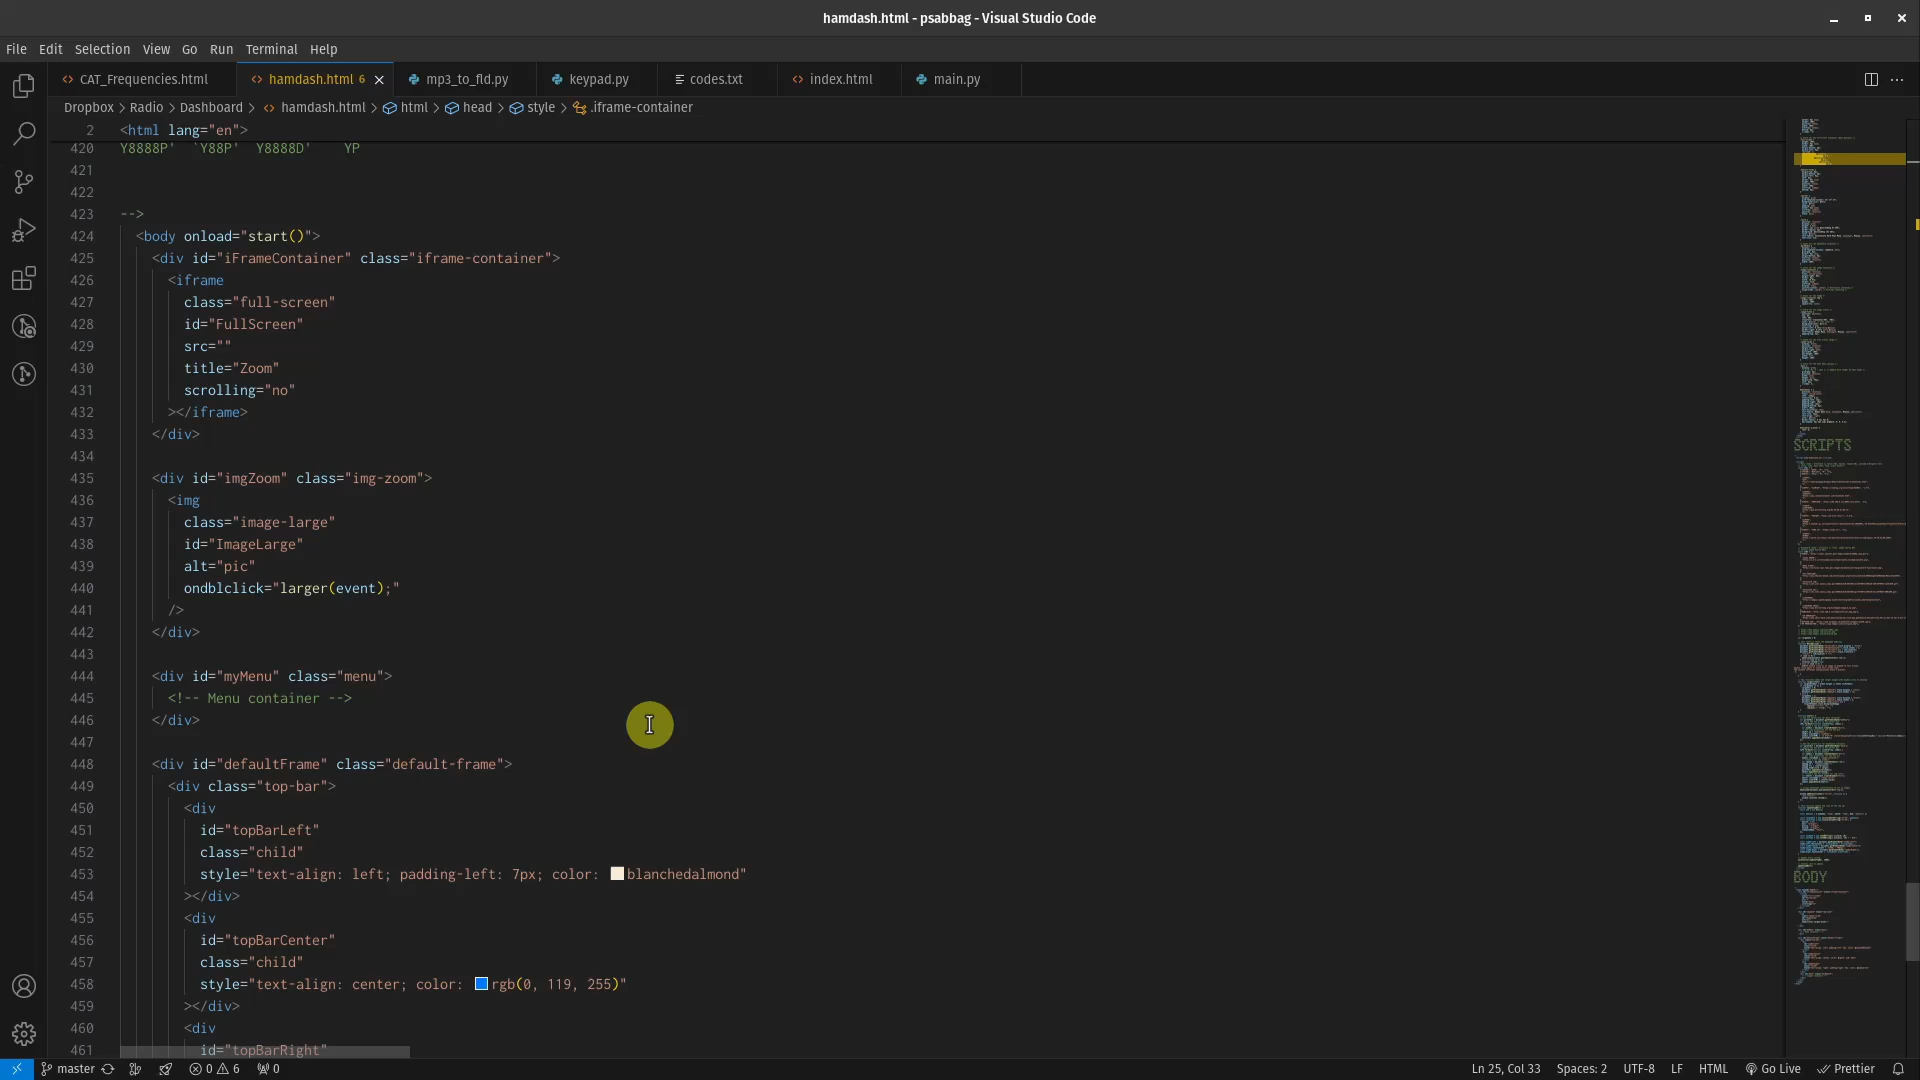 hamdash.html - psabbag - Visual Studio Code
File Edit Selection View Go Run Terminal Help
CAT_Frequencies.html hamdash.html 6 mp3_to_fld.py keypad.py codes.txt index.html main.py
Dropbox > Radio > Dashboard > hamdash.html > html > head > style > .iframe-container
2 <html lang="en">
420 Y8888P' `Y88P' Y8888D' YP
421
422
423 -->
424 <body onload="start()">
425 <div id="iFrameContainer" class="iframe-container">
426 <iframe
427 class="full-screen"
428 id="FullScreen"
429 src=""
430 title="Zoom"
431 scrolling="no"
432 ></iframe>
433 </div>
434
435 <div id="imgZoom" class="img-zoom">
436 <img
437 class="image-large"
438 id="ImageLarge"
439 alt="pic"
440 ondblclick="larger(event);"
441 />
442 </div>
443
444 <div id="myMenu" class="menu">
445 <!-- Menu container -->
446 </div>
447
448 <div id="defaultFrame" class="default-frame">
449 <div class="top-bar">
450 <div
451 id="topBarLeft"
452 class="child"
453 style="text-align: left; padding-left: 7px; color: blanchedalmond"
454 ></div>
455 <div
456 id="topBarCenter"
457 class="child"
458 style="text-align: center; color: rgb(0, 119, 255)"
459 ></div>
460 <div
461 id="topBarRight"
SCRIPTS
BODY
master 0 6 0 Ln 25, Col 33 Spaces: 2 UTF-8 LF HTML Go Live Prettier